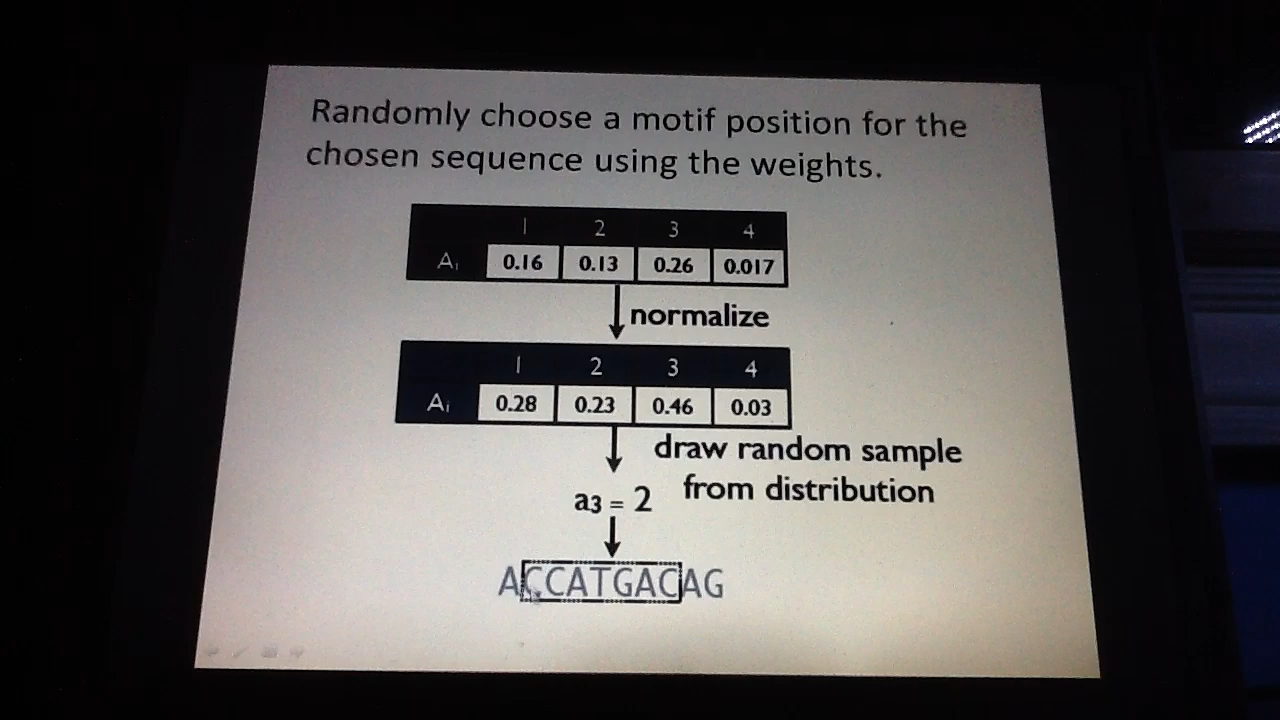 Randomly choose a motif position for the
chosen sequence using the weights.
1 2 3 4
Ai 0.16 0.13 0.26 0.017
normalize
1 2 3 4
Ai 0.28 0.23 0.46 0.03
draw random sample
from distribution
a3 = 2
ACCATGACAG